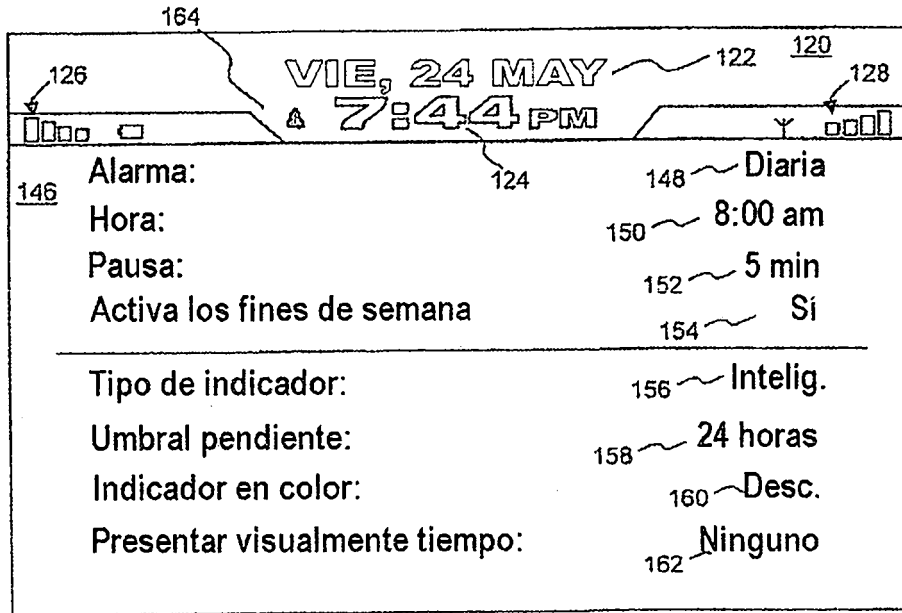 164
VIE, 24 MAY 122 120
126 128
7:44 PM
124
146 Alarma: 148 Diaria
Hora: 150 8:00 am
Pausa: 152 5 min
Activa los fines de semana 154 Sí
Tipo de indicador: 156 Intelig.
Umbral pendiente: 158 24 horas
Indicador en color: 160 Desc.
Presentar visualmente tiempo: 162 Ninguno